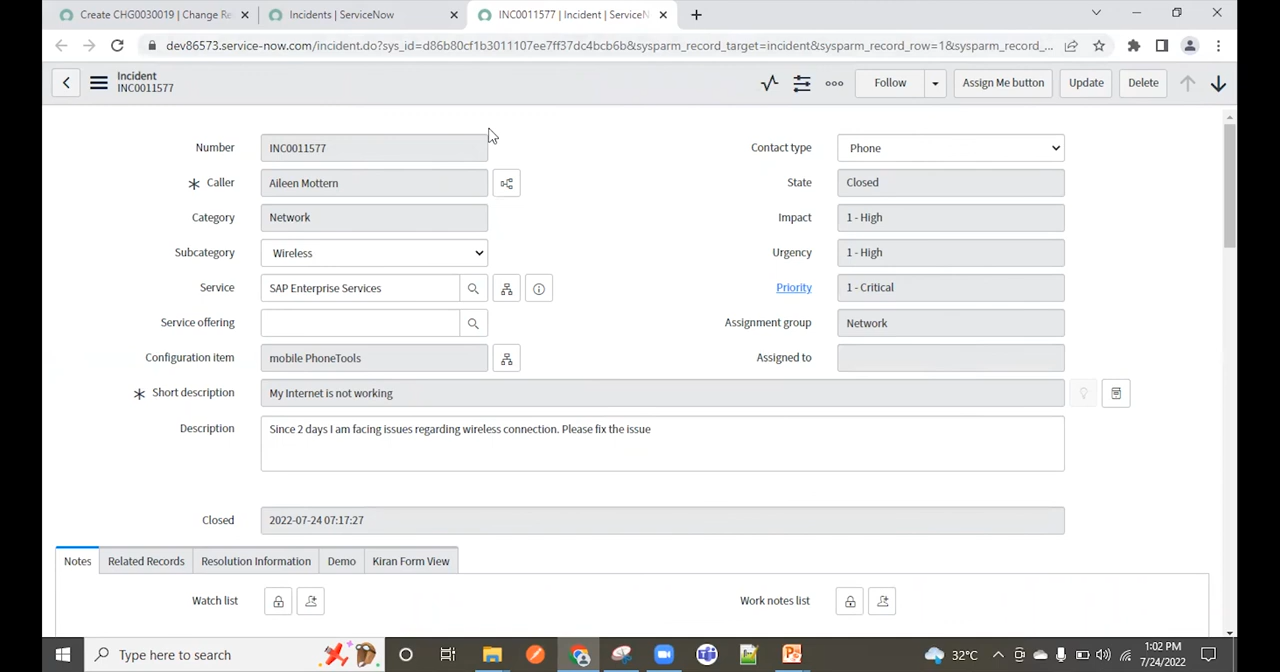 Create CHG0030019 | Change Re
Incidents | ServiceNow
INC0011577 | Incident | ServiceN
dev86573.service-now.com/incident.do?sys_id=d86b80cf1b3011107ee7ff37dc4bcb6b&sysparm_record_target=incident&sysparm_record_row=1&sysparm_record_...
Incident
INC0011577
Follow
Assign Me button
Update
Delete
Number INC0011577
Contact type Phone
Caller Aileen Mottern
State Closed
Category Network
Impact 1 - High
Subcategory Wireless
Urgency 1 - High
Service SAP Enterprise Services
Priority 1 - Critical
Service offering
Assignment group Network
Configuration item mobile PhoneTools
Assigned to
Short description My Internet is not working
Description Since 2 days I am facing issues regarding wireless connection. Please fix the issue
Closed 2022-07-24 07:17:27
Notes
Related Records
Resolution Information
Demo
Kiran Form View
Watch list
Work notes list
Type here to search
32°C
1:02 PM
7/24/2022